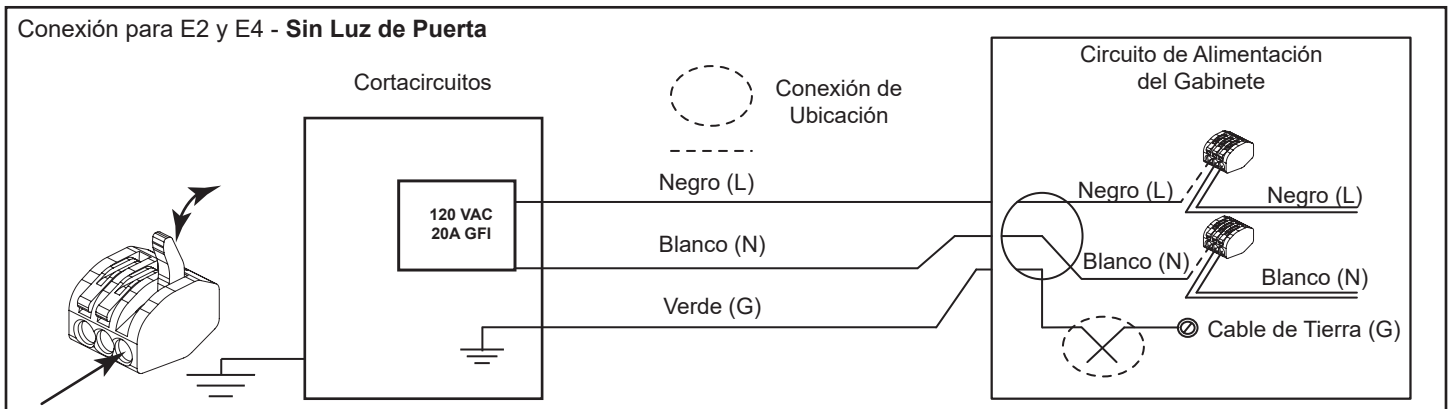 Conexión para E2 y E4 - Sin Luz de Puerta
Cortacircuitos
Conexión de
Ubicación
Circuito de Alimentación
del Gabinete
120 VAC
20A GFI
Negro (L)
Blanco (N)
Verde (G)
Negro (L)
Negro (L)
Blanco (N)
Blanco (N)
Cable de Tierra (G)